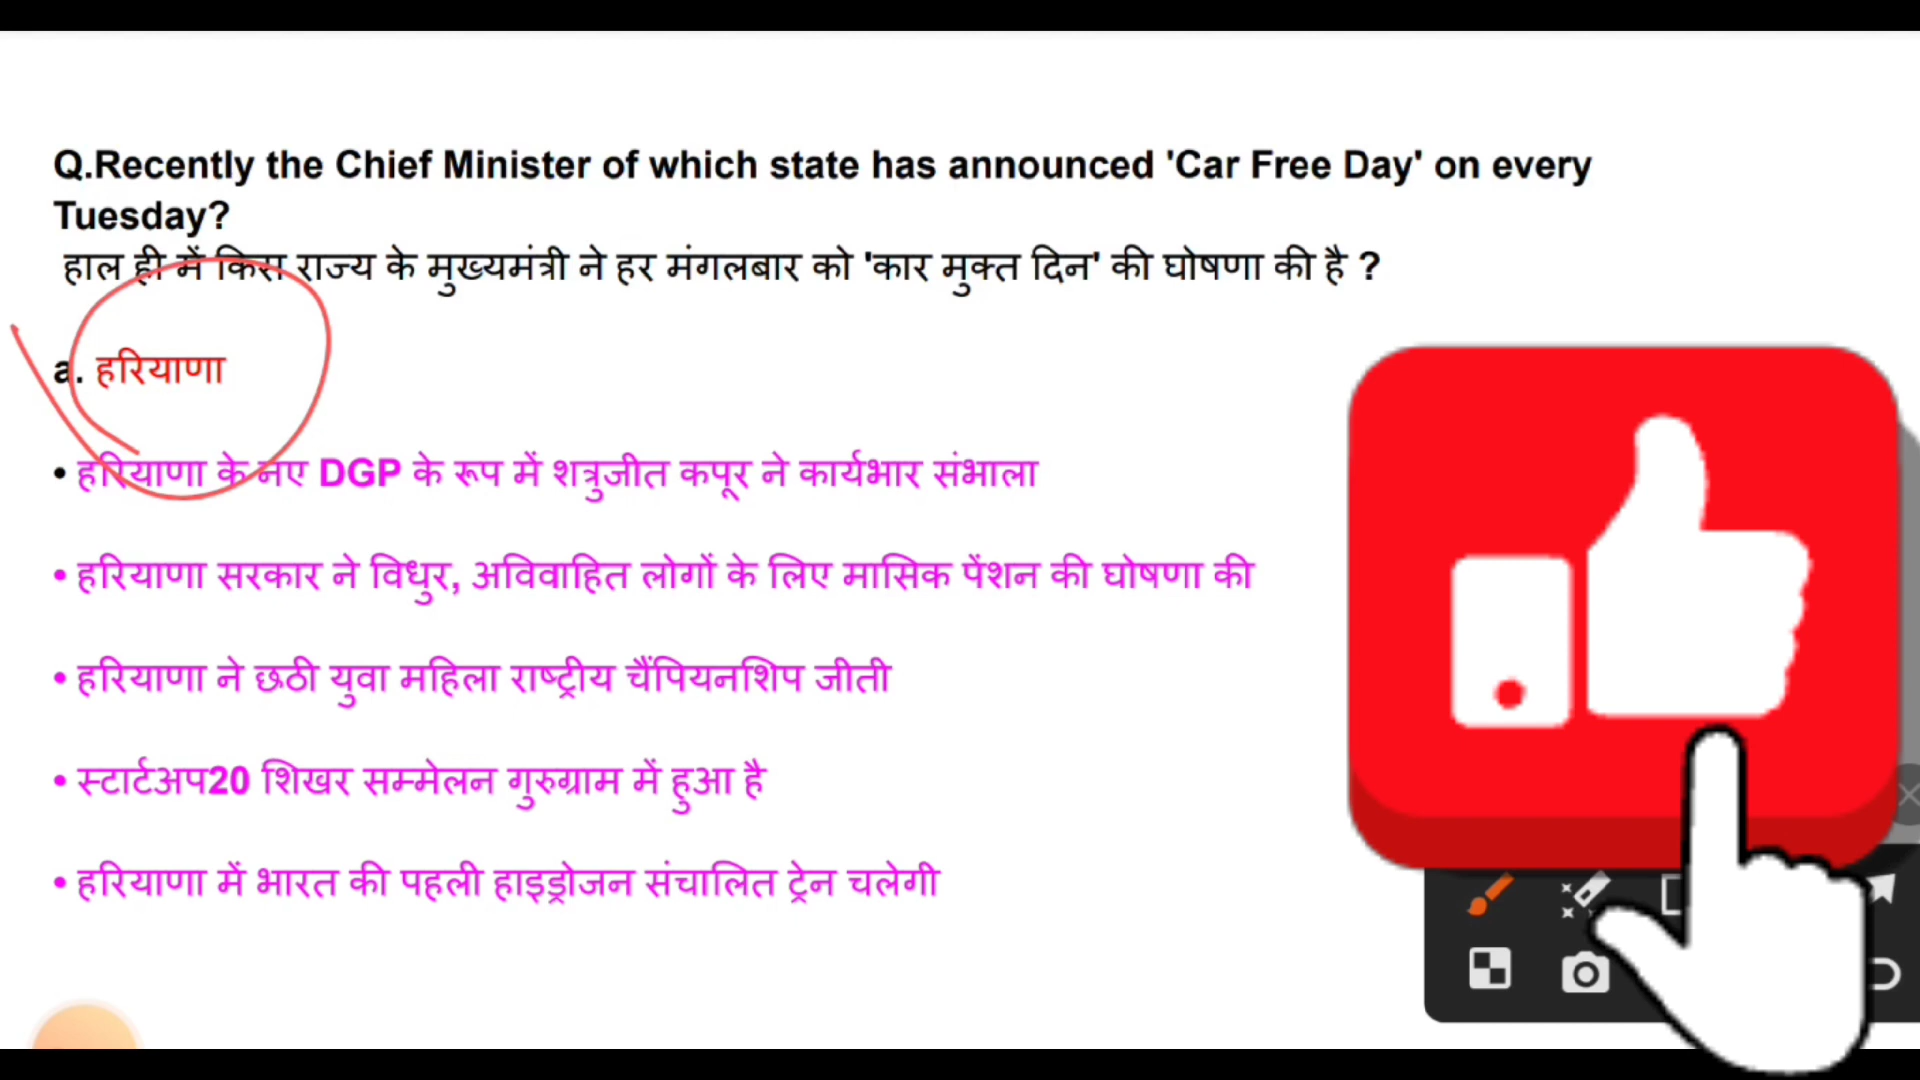 Q.Recently the Chief Minister of which state has announced 'Car Free Day' on every
Tuesday?
हाल ही में किस राज्य के मुख्यमंत्री ने हर मंगलबार को 'कार मुक्त दिन' की घोषणा की है ?
a. हरियाणा
• हरियाणा के नए DGP के रूप में शत्रुजीत कपूर ने कार्यभार संभाला
• हरियाणा सरकार ने विधुर, अविवाहित लोगों के लिए मासिक पेंशन की घोषणा की
• हरियाणा ने छठी युवा महिला राष्ट्रीय चैंपियनशिप जीती
• स्टार्टअप20 शिखर सम्मेलन गुरुग्राम में हुआ है
• हरियाणा में भारत की पहली हाइड्रोजन संचालित ट्रेन चलेगी